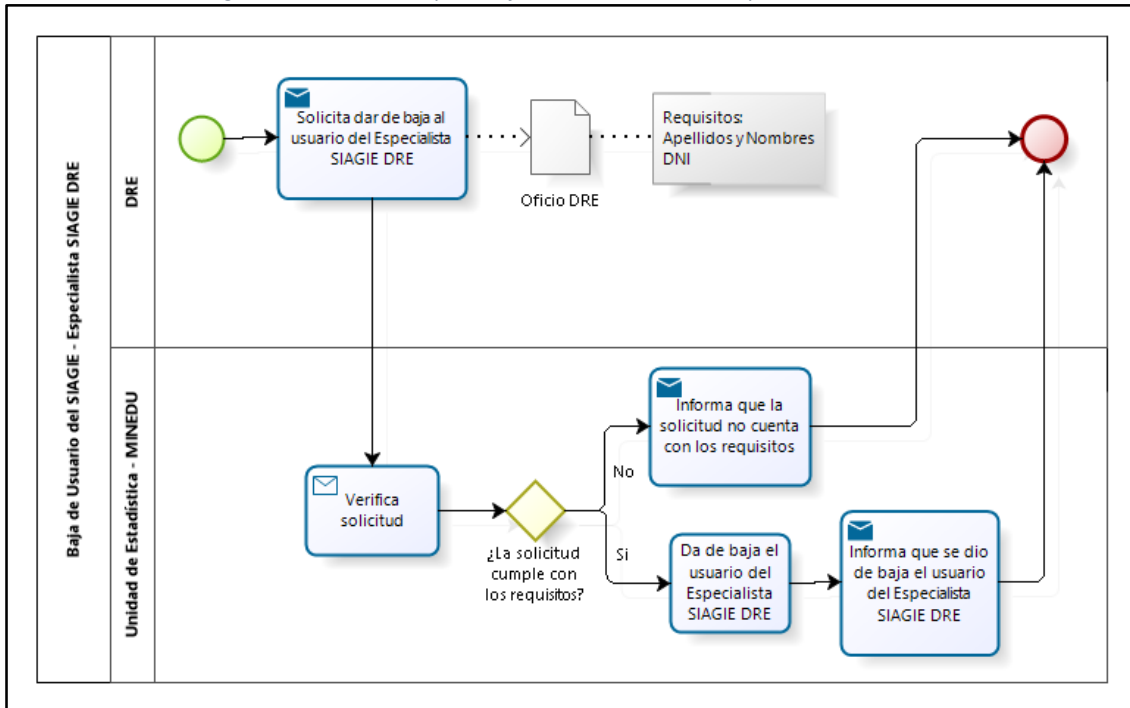 Baja de Usuario del SIAGIE - Especialista SIAGIE DRE
DRE
Solicita dar de baja al
usuario del Especialista
SIAGIE DRE
Oficio DRE
Requisitos:
Apellidos y Nombres
DNI
Unidad de Estadística - MINEDU
Verifica
solicitud
¿La solicitud
cumple con
los requisitos?
No
Informa que la
solicitud no cuenta
con los requisitos
Si
Da de baja el
usuario del
Especialista
SIAGIE DRE
Informa que se dio
de baja el usuario
del Especialista
SIAGIE DRE